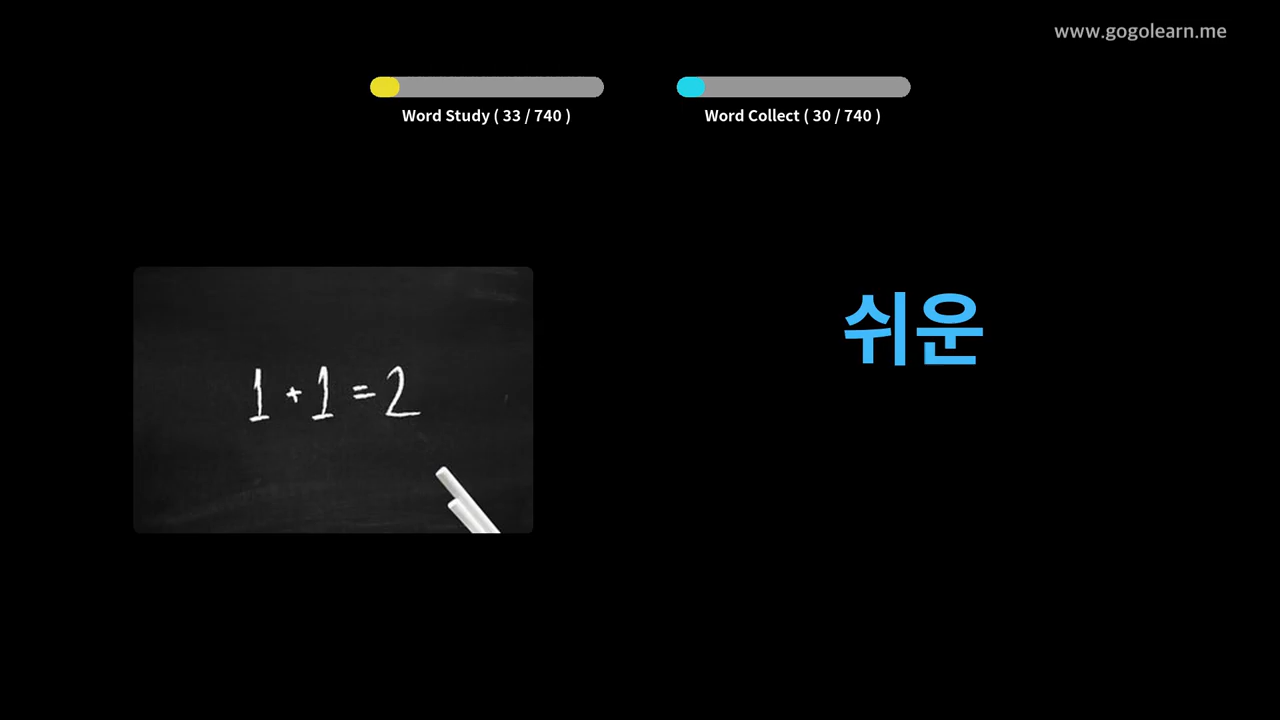 www.gogolearn.me
Word Study ( 33 / 740 )
Word Collect ( 30 / 740 )
쉬운
1 + 1 = 2